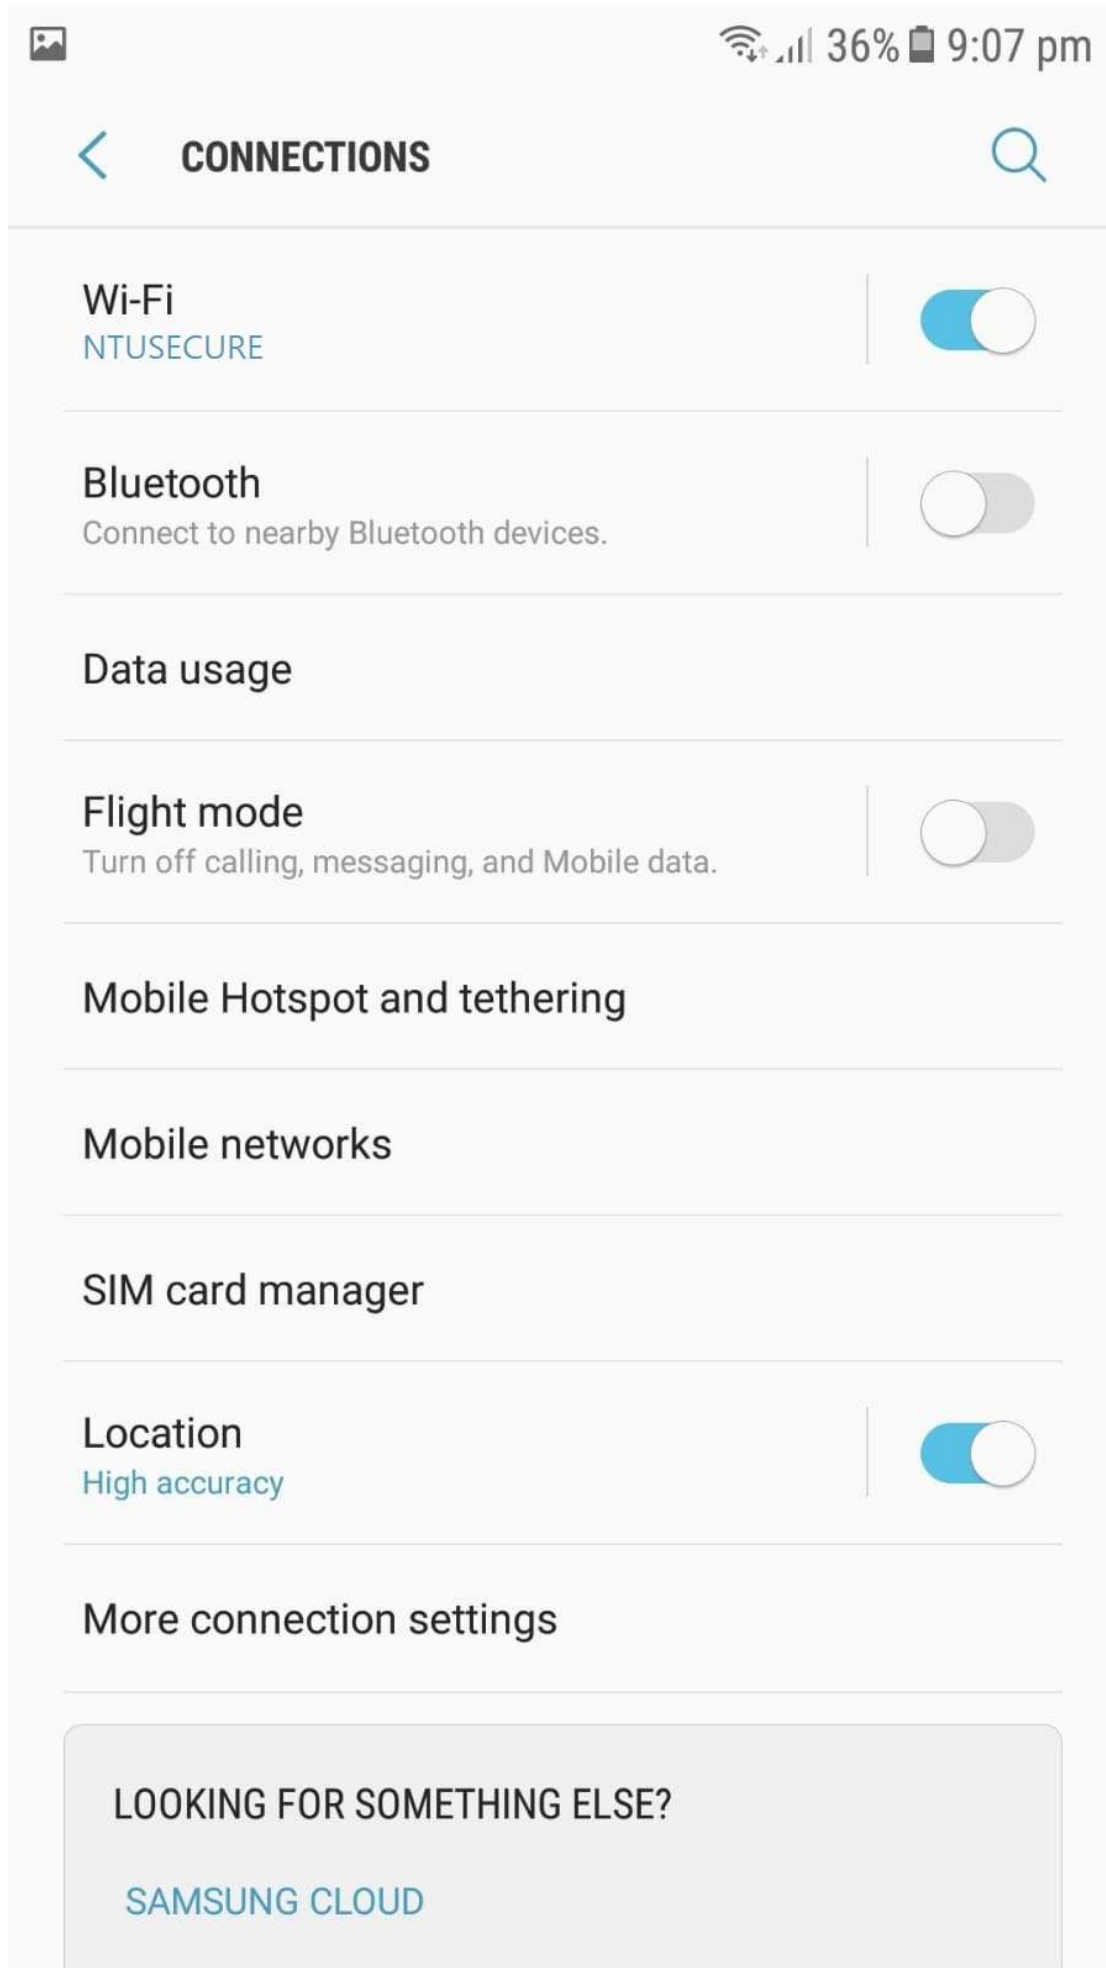 36% 9:07 pm
CONNECTIONS
Wi-Fi
NTUSECURE
Bluetooth
Connect to nearby Bluetooth devices.
Data usage
Flight mode
Turn off calling, messaging, and Mobile data.
Mobile Hotspot and tethering
Mobile networks
SIM card manager
Location
High accuracy
More connection settings
LOOKING FOR SOMETHING ELSE?
SAMSUNG CLOUD